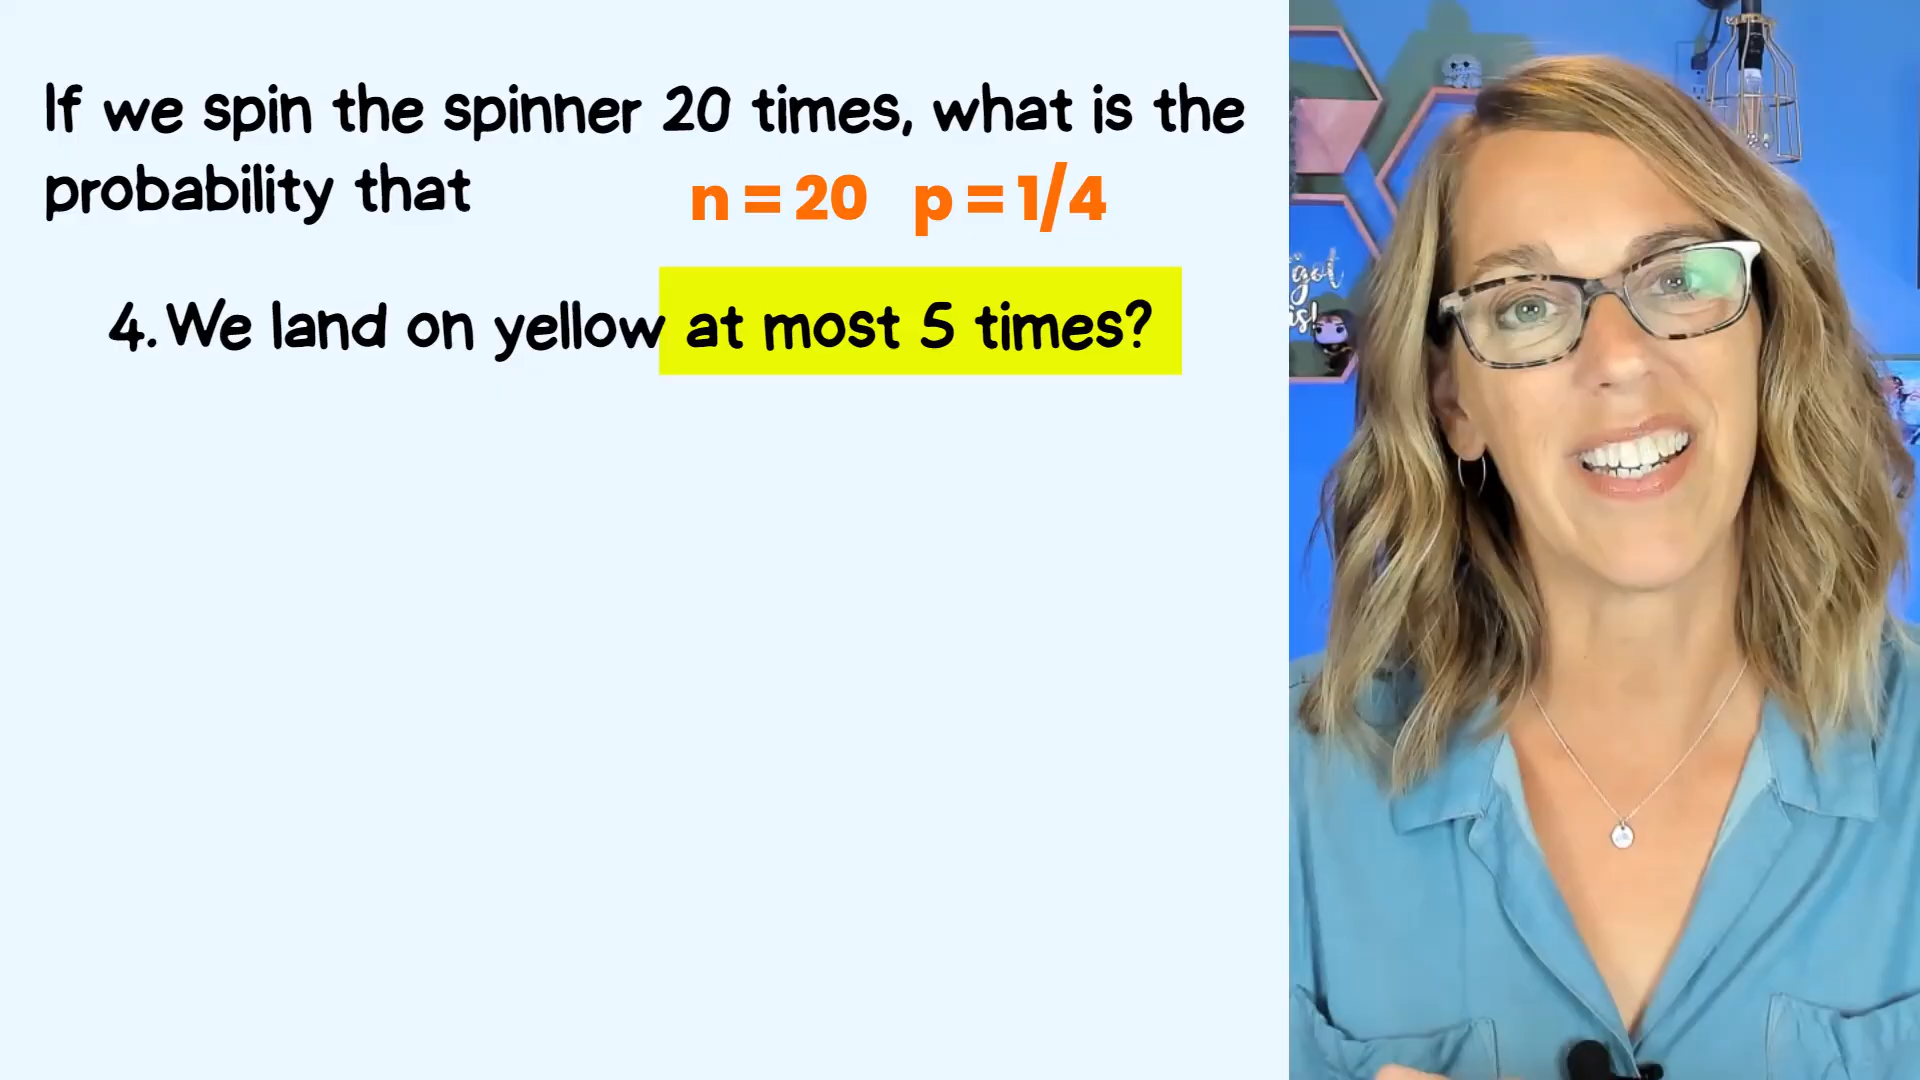 If we spin the spinner 20 times, what is the
probability that
n = 20 p = 1/4
4. We land on yellow at most 5 times?
got